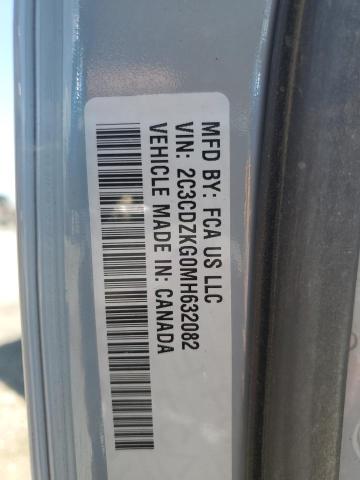 MFD BY: FCA US LLC
VIN: 2C3CDZKG0MH632082
VEHICLE MADE IN: CANADA